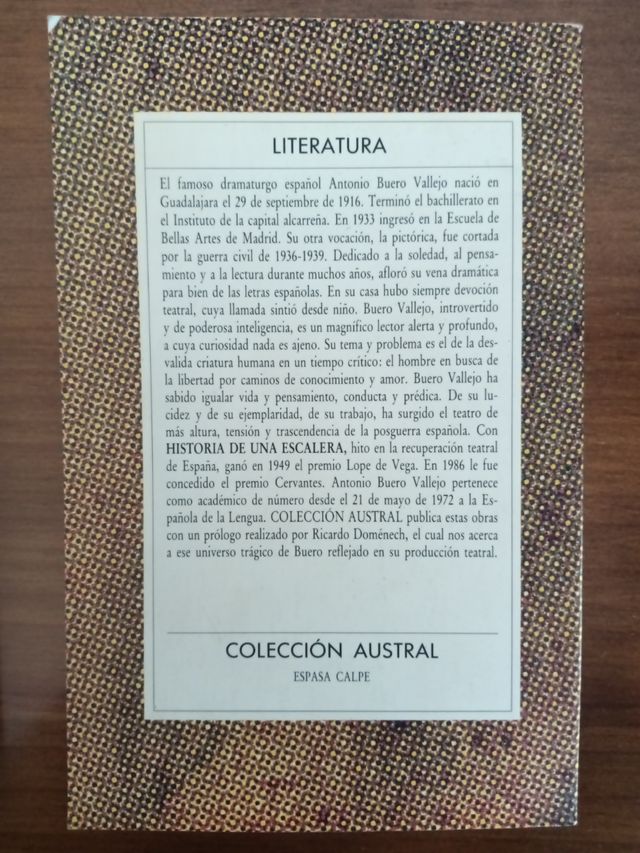 LITERATURA
El famoso dramaturgo español Antonio Buero Vallejo nació en
Guadalajara el 29 de septiembre de 1916. Terminó el bachillerato en
el Instituto de la capital alcarreña. En 1933 ingresó en la Escuela de
Bellas Artes de Madrid. Su otra vocación, la pictórica, fue cortada
por la guerra civil de 1936-1939. Dedicado a la soledad, al pensa-
miento y a la lectura durante muchos años, afloró su vena dramática
para bien de las letras españolas. En su casa hubo siempre devoción
teatral, cuya llamada sintió desde niño. Buero Vallejo, introvertido
y de poderosa inteligencia, es un magnífico lector alerta y profundo,
a cuya curiosidad nada es ajeno. Su tema y problema es el de la des-
valida criatura humana en un tiempo crítico: el hombre en busca de
la libertad por caminos de conocimiento y amor. Buero Vallejo ha
sabido igualar vida y pensamiento, conducta y prédica. De su lu-
cidez y de su ejemplaridad, de su trabajo, ha surgido el teatro de
más altura, tensión y trascendencia de la posguerra española. Con
HISTORIA DE UNA ESCALERA, hito en la recuperación teatral
de España, ganó en 1949 el premio Lope de Vega. En 1986 le fue
concedido el premio Cervantes. Antonio Buero Vallejo pertenece
como académico de número desde el 21 de mayo de 1972 a la Es-
pañola de la Lengua. COLECCIÓN AUSTRAL publica estas obras
con un prólogo realizado por Ricardo Doménech, el cual nos acerca
a ese universo trágico de Buero reflejado en su producción teatral.
COLECCIÓN AUSTRAL
ESPASA CALPE